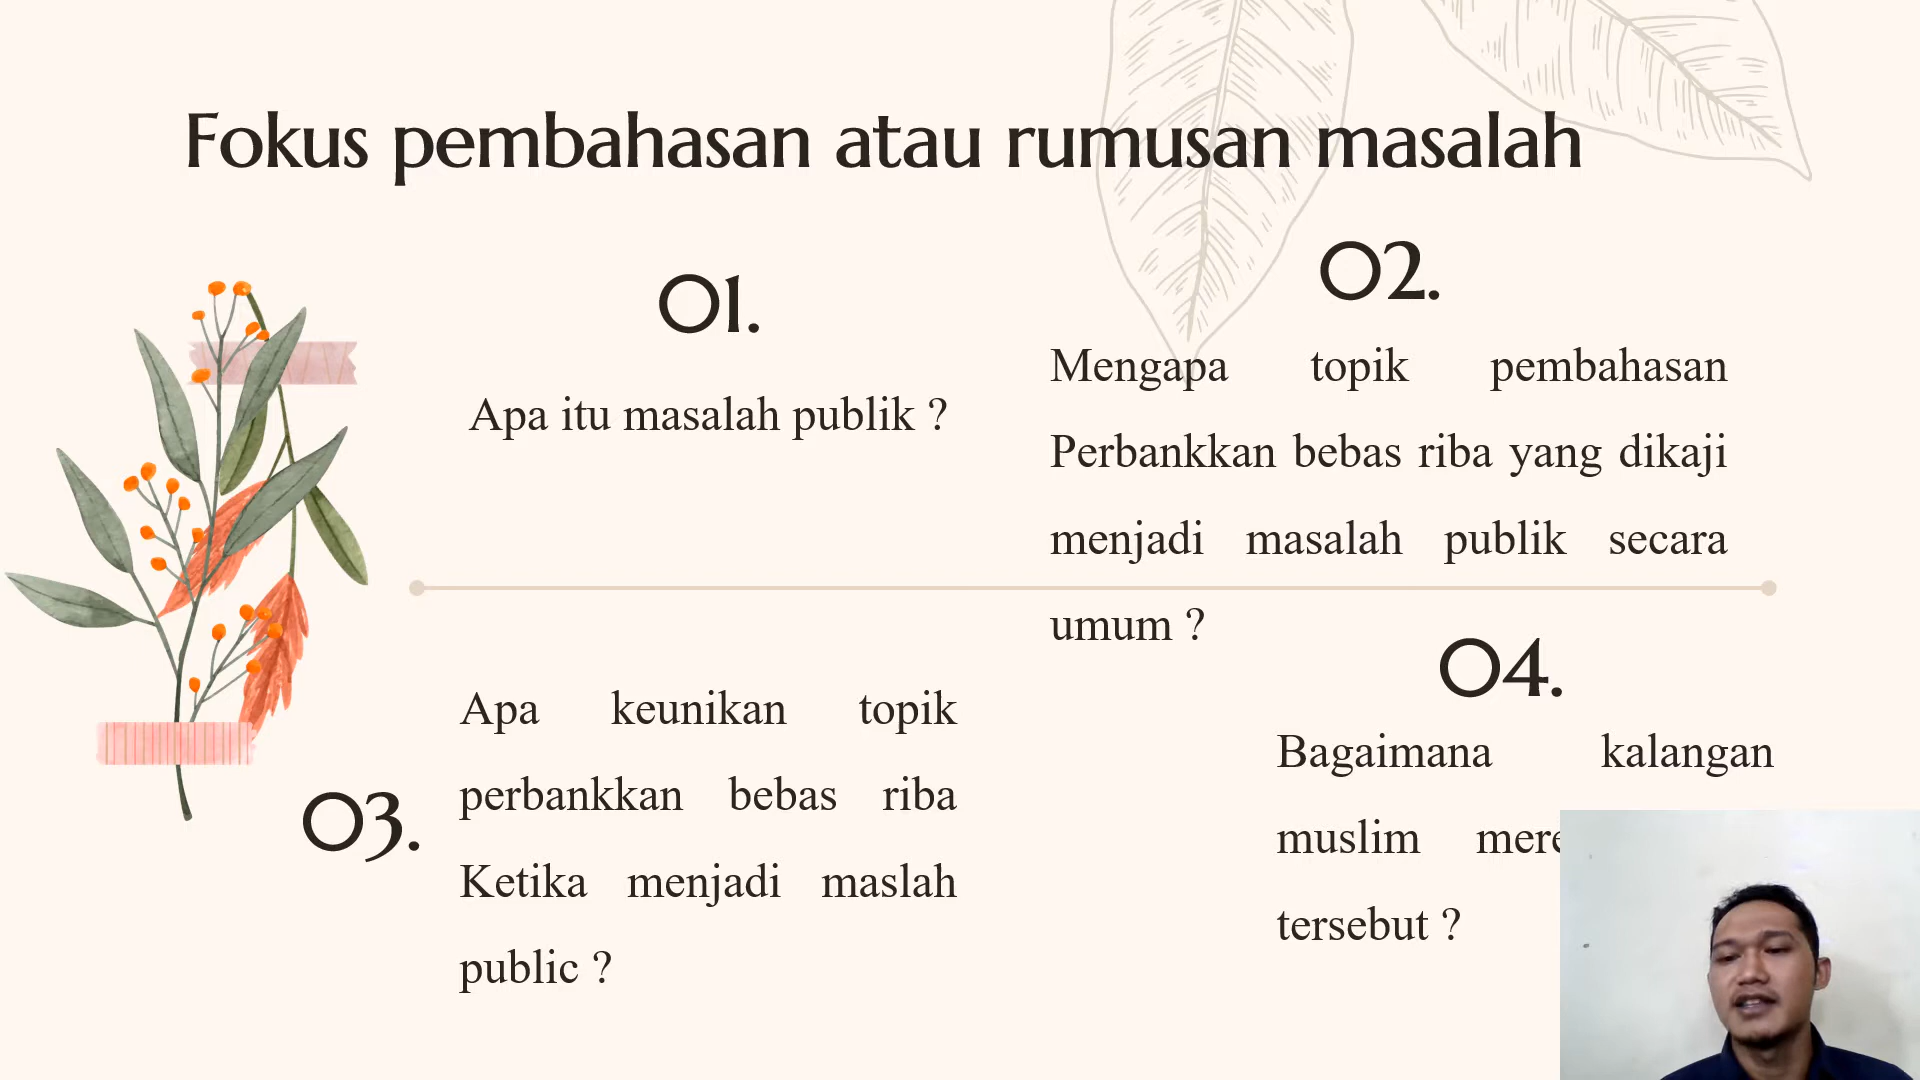 Fokus pembahasan atau rumusan masalah
01.
Apa itu masalah publik ?
02.
Mengapa topik pembahasan
Perbankkan bebas riba yang dikaji
menjadi masalah publik secara
umum ?
03.
Apa keunikan topik
perbankkan bebas riba
Ketika menjadi maslah
public ?
04.
Bagaimana kalangan
muslim
tersebut ?